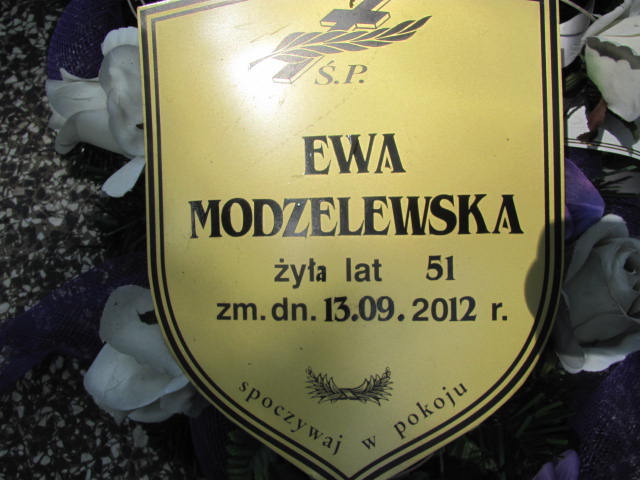 Ś.P.
EWA
MODZELEWSKA
żyła lat 51
zm. dn. 13.09.2012 r.
spoczywaj w pokoju